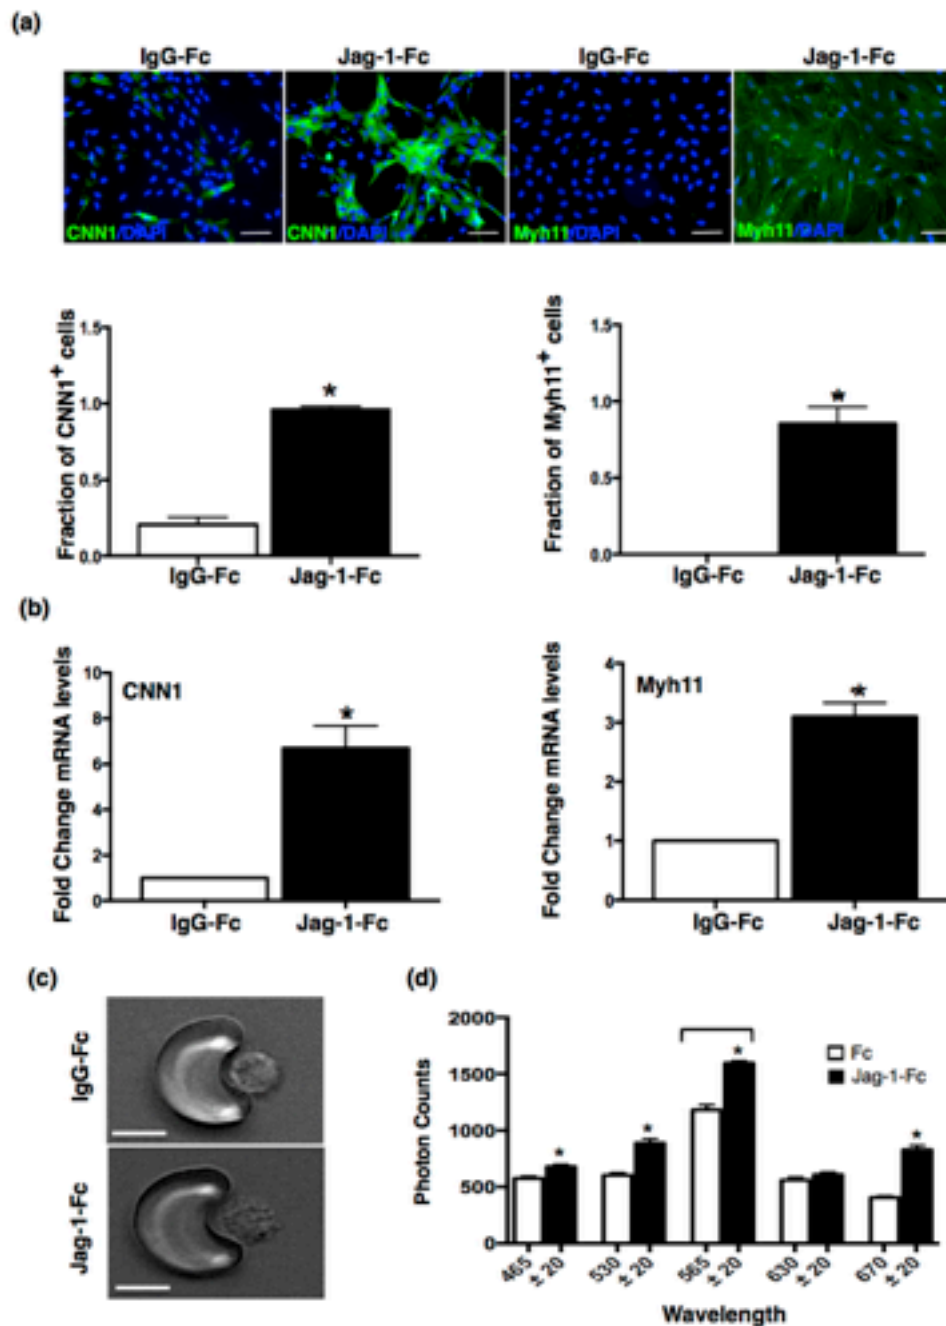 (a)
IgG-Fc Jag-1-Fc IgG-Fc Jag-1-Fc
CNN1/DAPI CNN1/DAPI Myh11/DAPI Myh11/DAPI
Fraction of CNN1+ cells
1.5
1.0
0.5
0.0
IgG-Fc Jag-1-Fc
*
Fraction of Myh11+ cells
1.5
1.0
0.5
0.0
IgG-Fc Jag-1-Fc
*
(b)
Fold Change mRNA levels
CNN1
10
8
6
4
2
0
IgG-Fc Jag-1-Fc
*
Fold Change mRNA levels
Myh11
4
3
2
1
0
IgG-Fc Jag-1-Fc
*
(c)
IgG-Fc
Jag-1-Fc
(d)
Photon Counts
2000
1500
1000
500
0
Fc
Jag-1-Fc
* * * *
465 ± 20 530 ± 20 565 ± 20 630 ± 20 670 ± 20
Wavelength